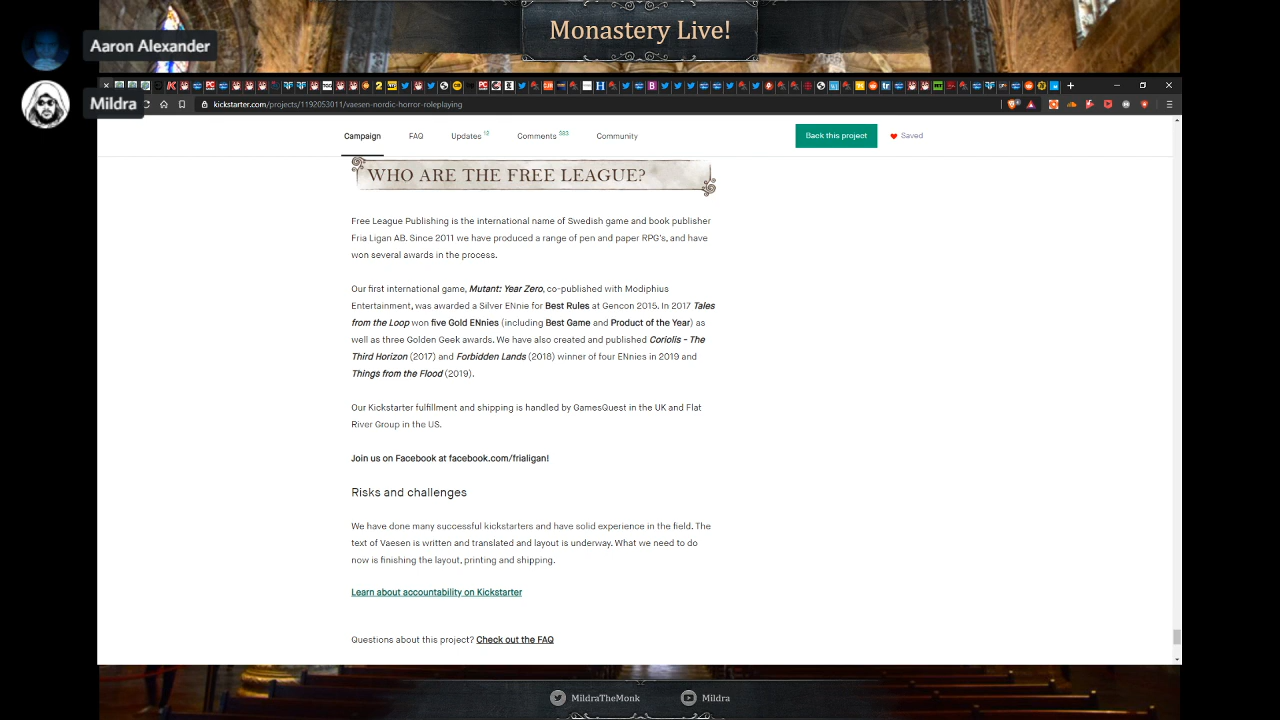 Monastery Live!
Aaron Alexander
Mildra
kickstarter.com/projects/1192053011/vaesen-nordic-horror-roleplaying
Campaign FAQ Updates 12 Comments 383 Community Back this project Saved
WHO ARE THE FREE LEAGUE?
Free League Publishing is the international name of Swedish game and book publisher
Fria Ligan AB. Since 2011 we have produced a range of pen and paper RPG's, and have
won several awards in the process.
Our first international game, Mutant: Year Zero, co-published with Modiphius
Entertainment, was awarded a Silver ENnie for Best Rules at Gencon 2015. In 2017 Tales
from the Loop won five Gold ENnies (including Best Game and Product of the Year) as
well as three Golden Geek awards. We have also created and published Coriolis - The
Third Horizon (2017) and Forbidden Lands (2018) winner of four ENnies in 2019 and
Things from the Flood (2019).
Our Kickstarter fulfillment and shipping is handled by GamesQuest in the UK and Flat
River Group in the US.
Join us on Facebook at facebook.com/frialigan!
Risks and challenges
We have done many successful kickstarters and have solid experience in the field. The
text of Vaesen is written and translated and layout is underway. What we need to do
now is finishing the layout, printing and shipping.
Learn about accountability on Kickstarter
Questions about this project? Check out the FAQ
MildraTheMonk Mildra